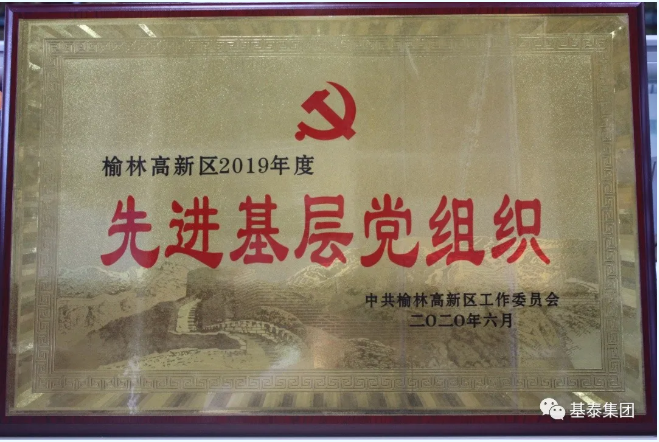 榆林高新区2019年度
先进基层党组织
中共榆林高新区工作委员会
二〇二〇年六月
基泰集团